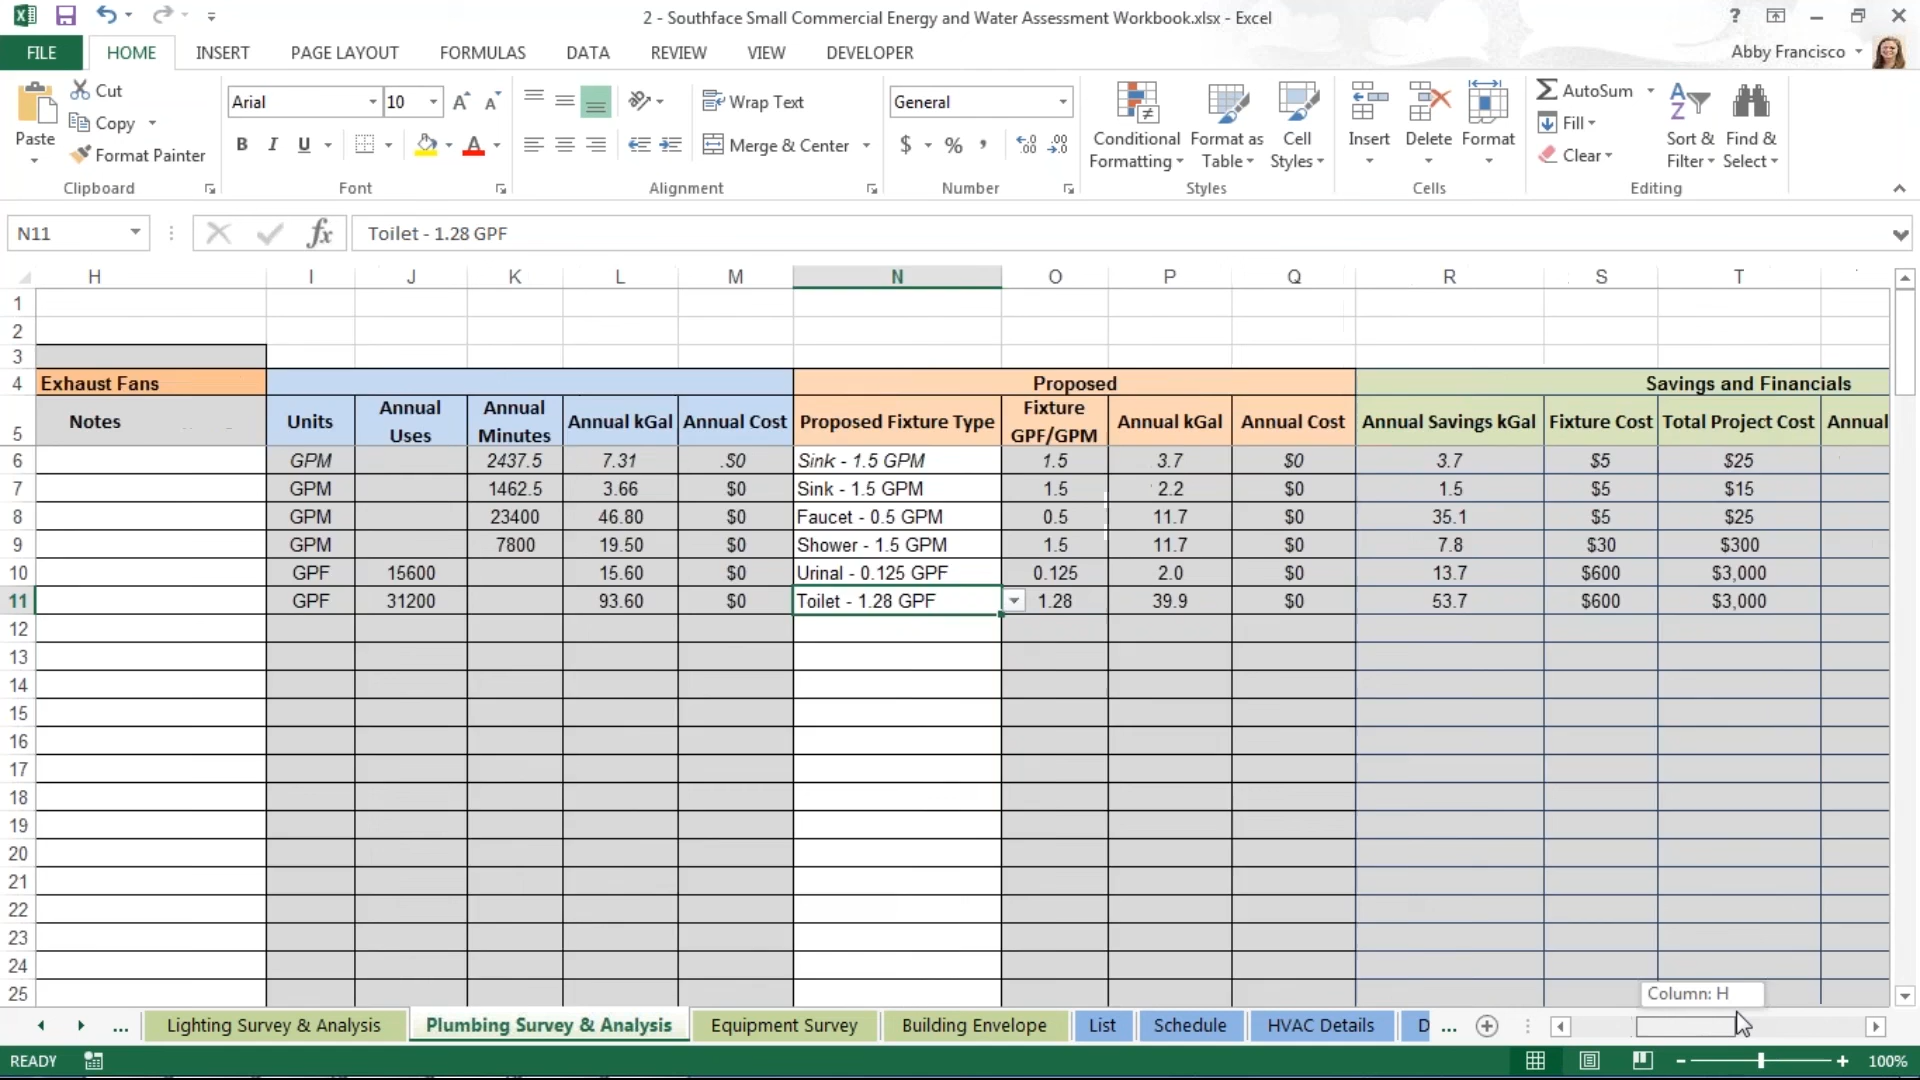 2 - Southface Small Commercial Energy and Water Assessment Workbook.xlsx - Excel
?
FILE HOME INSERT PAGE LAYOUT FORMULAS DATA REVIEW VIEW DEVELOPER
Abby Francisco
Paste
Cut
Copy
Format Painter
Clipboard
Arial 10
B I U
Font
Wrap Text
Merge & Center
Alignment
General
$ % ,
Number
Conditional Formatting
Format as Table
Cell Styles
Styles
Insert Delete Format
Cells
AutoSum
Fill
Clear
Sort & Filter
Find & Select
Editing
N11 fx Toilet - 1.28 GPF
H I J K L M N O P Q R S T
1
2
3
4 Exhaust Fans Proposed Savings and Financials
5 Notes Units Annual Uses Annual Minutes Annual kGal Annual Cost Proposed Fixture Type Fixture GPF/GPM Annual kGal Annual Cost Annual Savings kGal Fixture Cost Total Project Cost Annual
6 GPM 2437.5 7.31 .$0 Sink - 1.5 GPM 1.5 3.7 $0 3.7 $5 $25
7 GPM 1462.5 3.66 $0 Sink - 1.5 GPM 1.5 2.2 $0 1.5 $5 $15
8 GPM 23400 46.80 $0 Faucet - 0.5 GPM 0.5 11.7 $0 35.1 $5 $25
9 GPM 7800 19.50 $0 Shower - 1.5 GPM 1.5 11.7 $0 7.8 $30 $300
10 GPF 15600 15.60 $0 Urinal - 0.125 GPF 0.125 2.0 $0 13.7 $600 $3,000
11 GPF 31200 93.60 $0 Toilet - 1.28 GPF 1.28 39.9 $0 53.7 $600 $3,000
12
13
14
15
16
17
18
19
20
21
22
23
24
25
Column: H
... Lighting Survey & Analysis Plumbing Survey & Analysis Equipment Survey Building Envelope List Schedule HVAC Details D ...
READY 100%